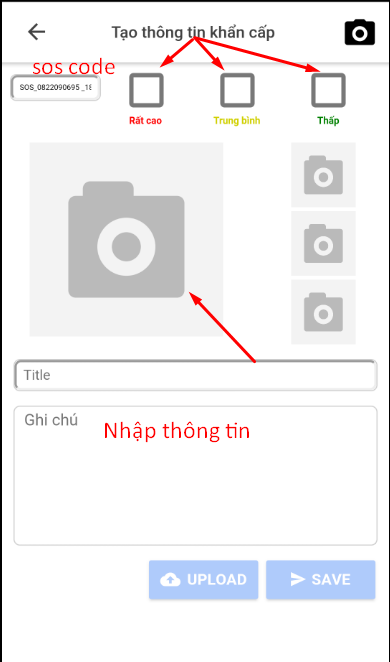 Tạo thông tin khẩn cấp
sos code
SOS_0822090695 _18
Rất cao
Trung bình
Thấp
Title
Ghi chú
Nhập thông tin
UPLOAD
SAVE